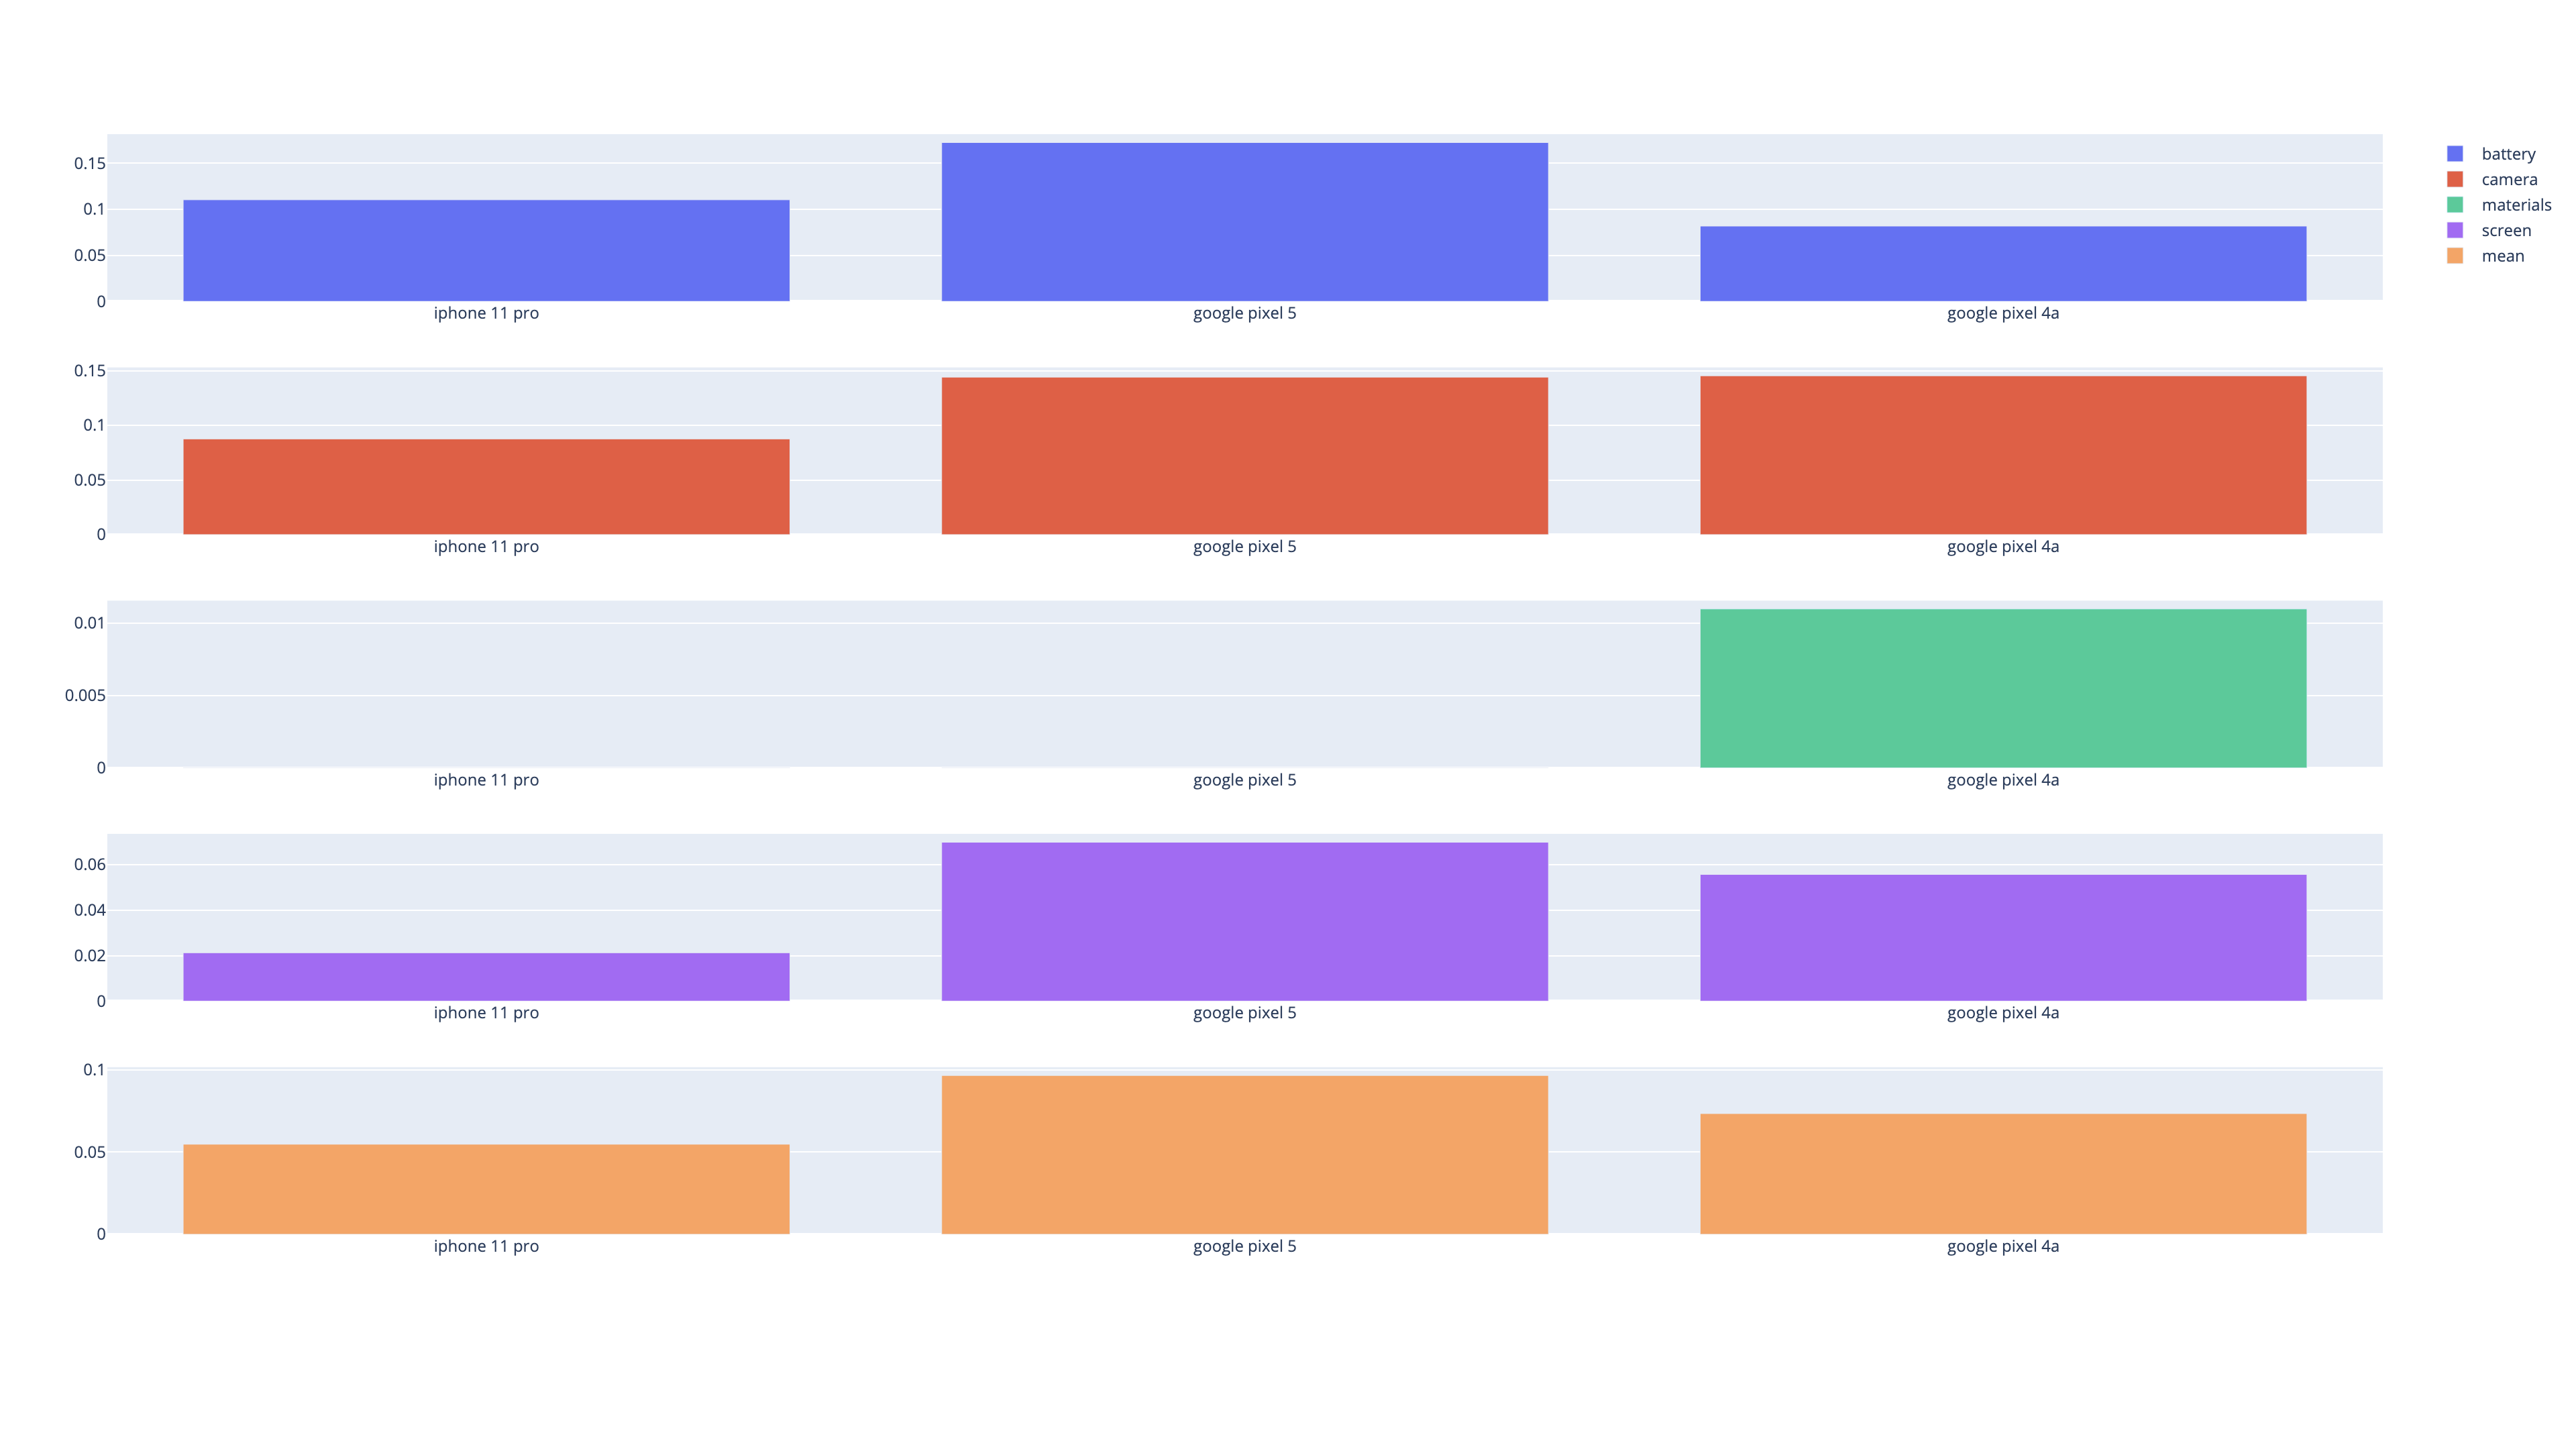 0.15
0.1
0.05
0
iphone 11 pro
google pixel 5
google pixel 4a
0.15
0.1
0.05
0
iphone 11 pro
google pixel 5
google pixel 4a
0.01
0.005
0
iphone 11 pro
google pixel 5
google pixel 4a
0.06
0.04
0.02
0
iphone 11 pro
google pixel 5
google pixel 4a
0.1
0.05
0
iphone 11 pro
google pixel 5
google pixel 4a
battery
camera
materials
screen
mean